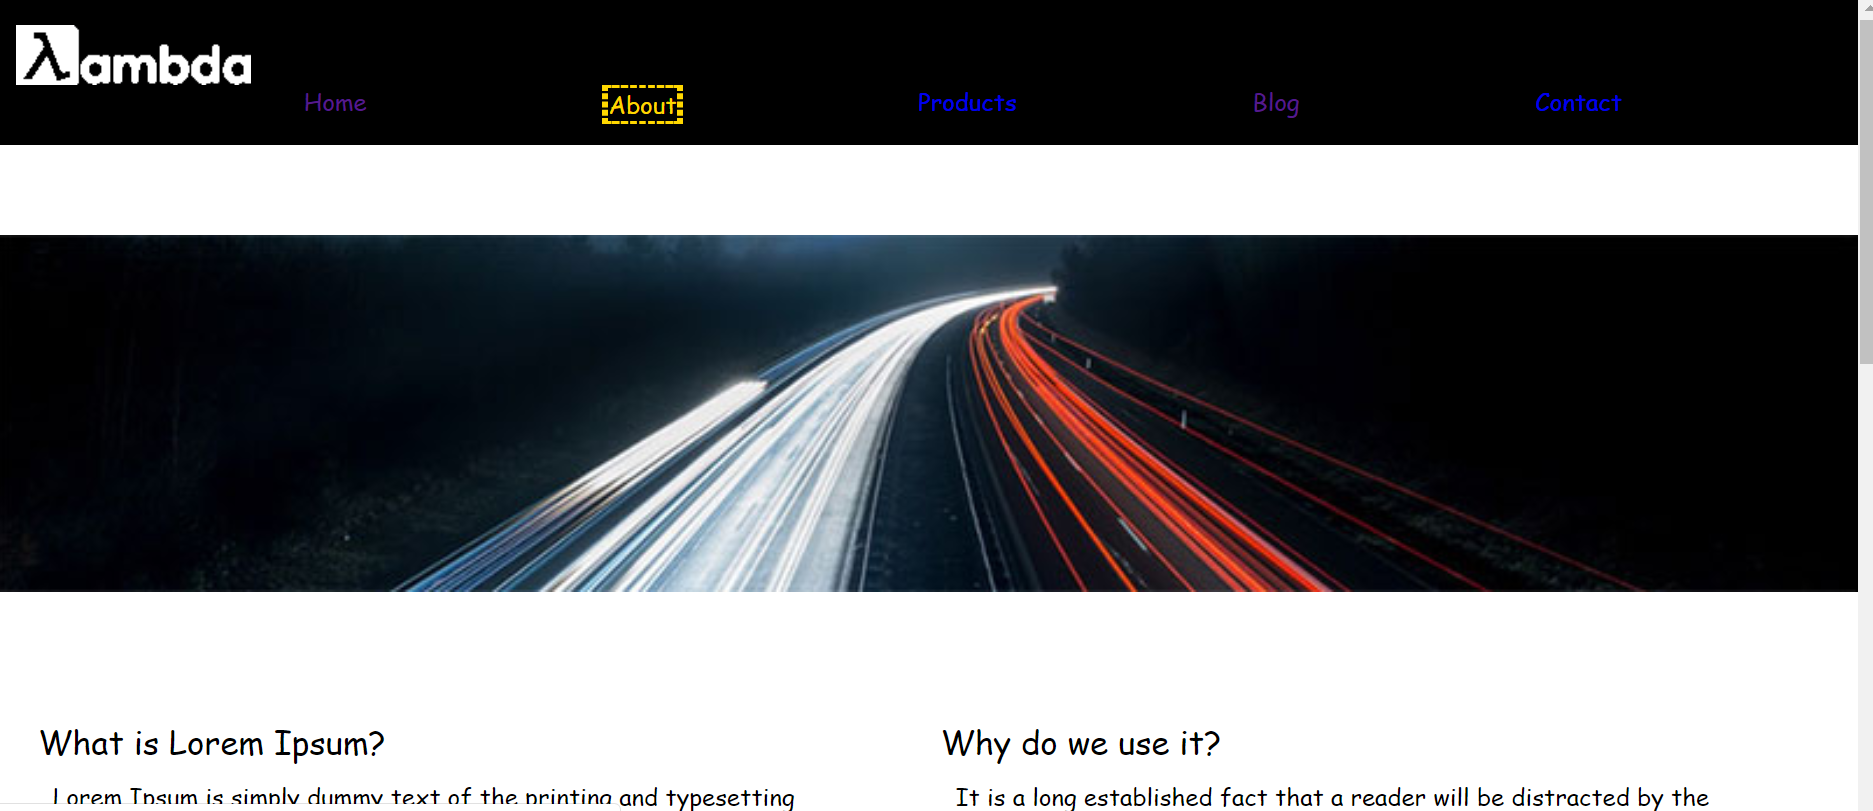 λambda
Home About Products Blog Contact
What is Lorem Ipsum?
Lorem Ipsum is simply dummy text of the printing and typesetting
Why do we use it?
It is a long established fact that a reader will be distracted by the